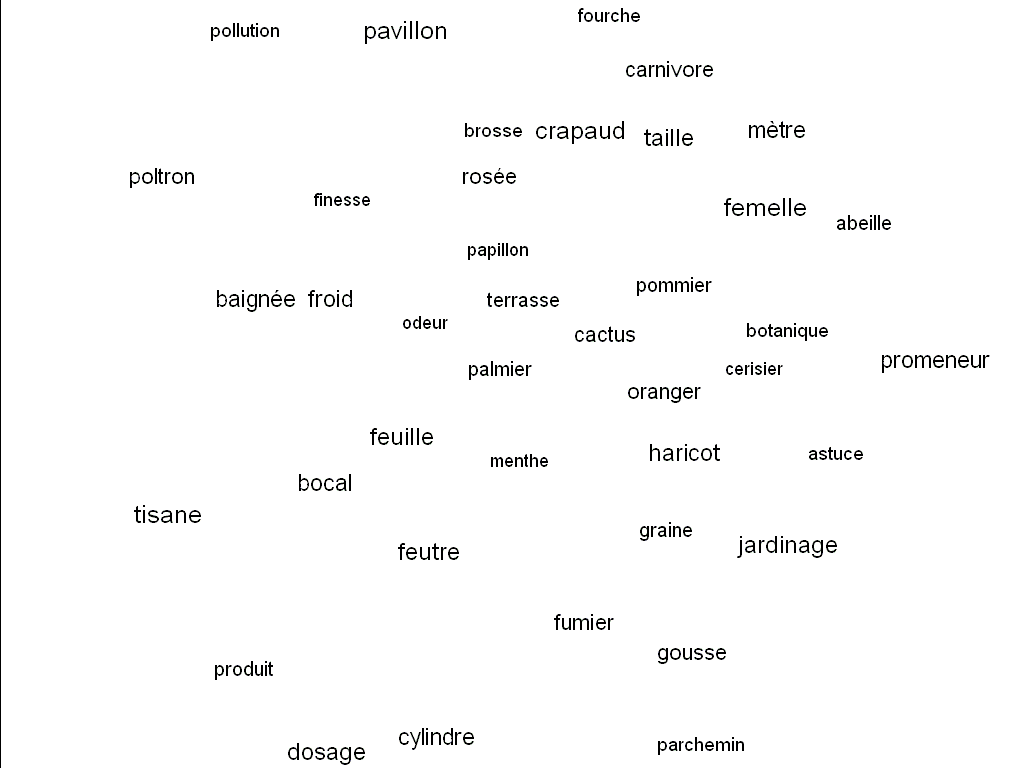 fourche
pollution pavillon
carnivore
brosse crapaud taille mètre
poltron rosée
finesse
femelle
abeille
papillon
pommier
baignée froid terrasse
odeur
cactus botanique
promeneur
palmier cerisier
oranger
feuille
menthe haricot astuce
bocal
tisane
graine
feutre jardinage
fumier
gousse
produit
cylindre
dosage parchemin